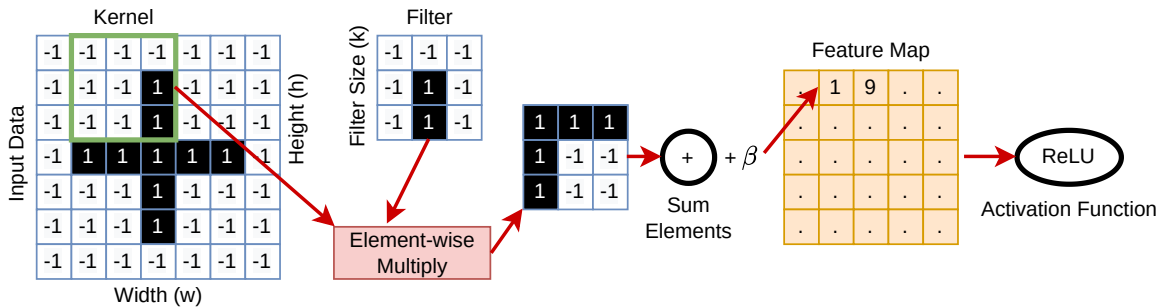 Kernel
Filter
Input Data
-1 -1 -1 -1 -1 -1 -1
-1 -1 -1 1 -1 -1 -1
-1 -1 -1 1 -1 -1 -1
-1 1 1 1 1 1 -1
-1 -1 -1 1 -1 -1 -1
-1 -1 -1 1 -1 -1 -1
-1 -1 -1 -1 -1 -1 -1
Width (w)
Height (h)
Filter Size (k)
-1 -1 -1
-1 1 -1
-1 1 -1
Element-wise
Multiply
1 1 1
1 -1 -1
1 -1 -1
+
+ β
Sum
Elements
Feature Map
. 1 9 . .
. . . . .
. . . . .
. . . . .
. . . . .
ReLU
Activation Function